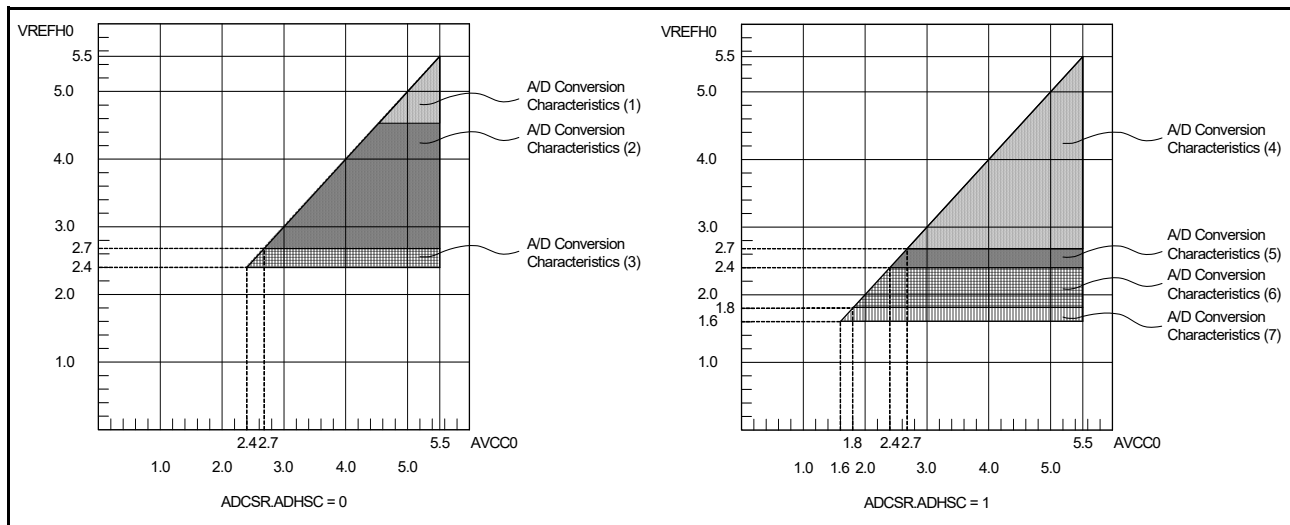 VREFH0
5.5
5.0
4.0
3.0
2.7
2.4
2.0
1.0
A/D Conversion
Characteristics (1)
A/D Conversion
Characteristics (2)
A/D Conversion
Characteristics (3)
2.4 2.7 5.5 AVCC0
1.0 2.0 3.0 4.0 5.0
ADCSR.ADHSC = 0
VREFH0
5.5
5.0
4.0
3.0
2.7
2.4
2.0
1.8
1.6
1.0
A/D Conversion
Characteristics (4)
A/D Conversion
Characteristics (5)
A/D Conversion
Characteristics (6)
A/D Conversion
Characteristics (7)
1.8 2.4 2.7 5.5 AVCC0
1.0 1.6 2.0 3.0 4.0 5.0
ADCSR.ADHSC = 1